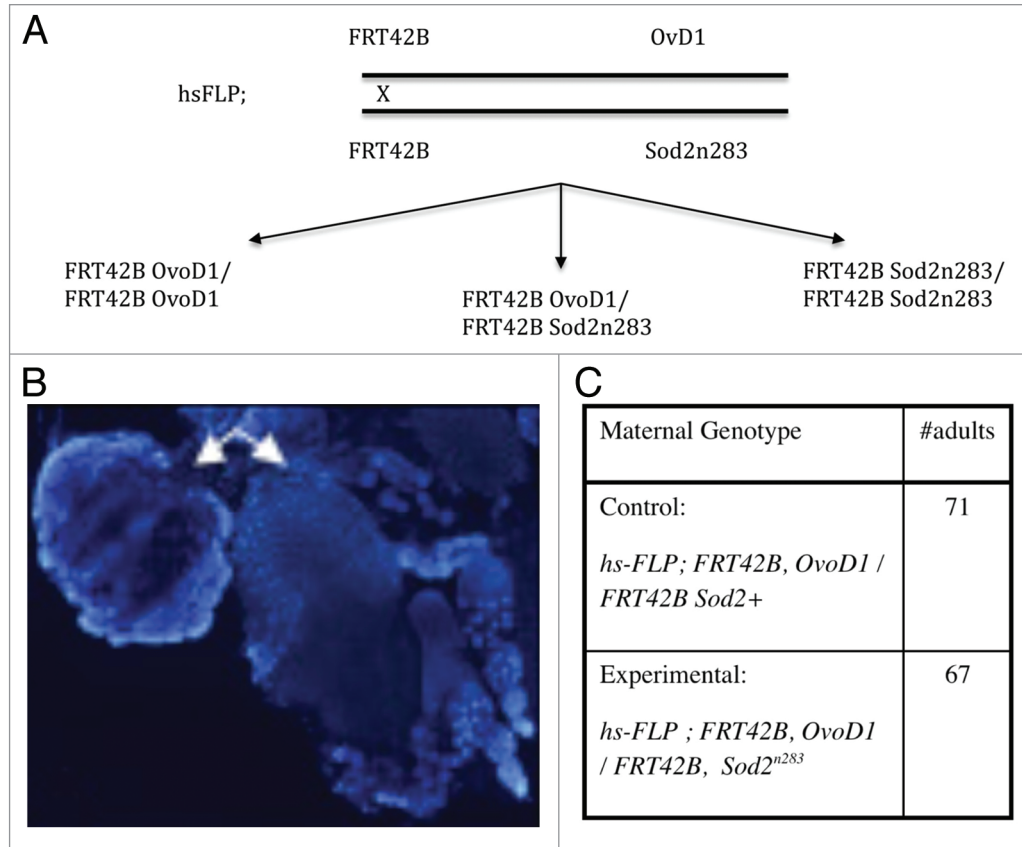 A
FRT42B OvD1
hsFLP; X
FRT42B Sod2n283
FRT42B OvoD1/
FRT42B OvoD1
FRT42B OvoD1/
FRT42B Sod2n283
FRT42B Sod2n283/
FRT42B Sod2n283
B
C
Maternal Genotype #adults
Control: 71
hs-FLP; FRT42B, OvoD1 /
FRT42B Sod2+
Experimental: 67
hs-FLP ; FRT42B, OvoD1
/ FRT42B, Sod2ⁿ²⁸³